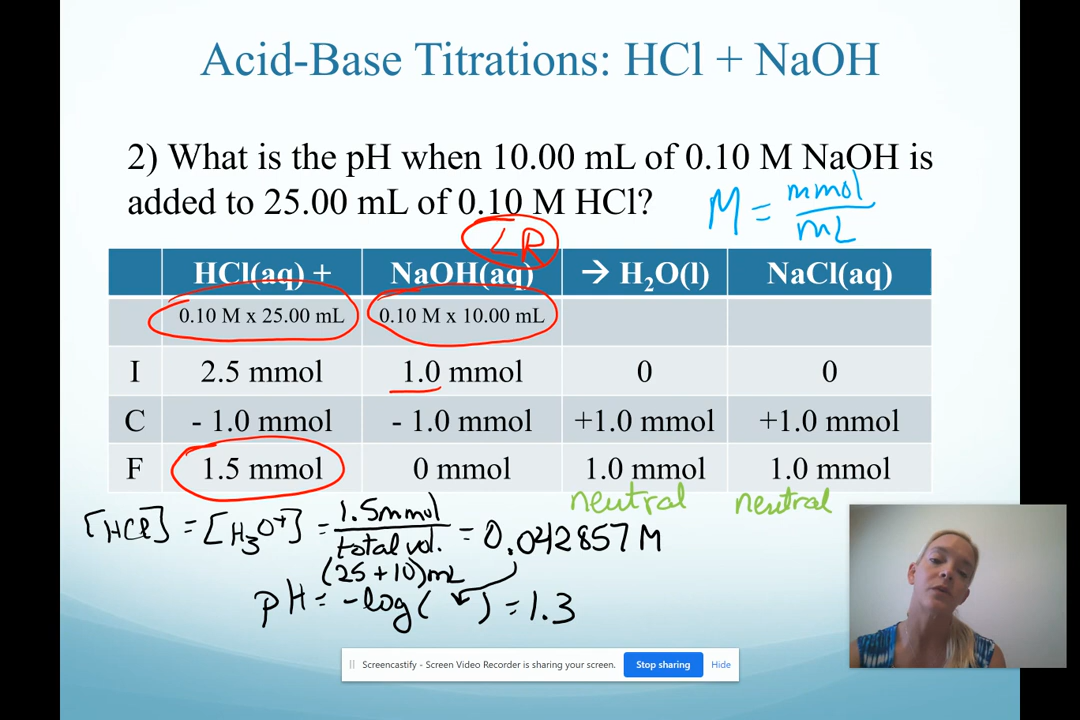 Acid-Base Titrations: HCl + NaOH
2) What is the pH when 10.00 mL of 0.10 M NaOH is
added to 25.00 mL of 0.10 M HCl?
M = mmol
mL
LR
HCl(aq) + NaOH(aq) → H₂O(l) NaCl(aq)
0.10 M x 25.00 mL 0.10 M x 10.00 mL
I 2.5 mmol 1.0 mmol 0 0
C - 1.0 mmol - 1.0 mmol +1.0 mmol +1.0 mmol
F 1.5 mmol 0 mmol 1.0 mmol 1.0 mmol
neutral neutral
[HCl] = [H₃O⁺] = 1.5mmol = 0.042857 M
total vol.
(25 + 10) mL
pH = -log( ) = 1.3
Screencastify - Screen Video Recorder is sharing your screen. Stop sharing Hide